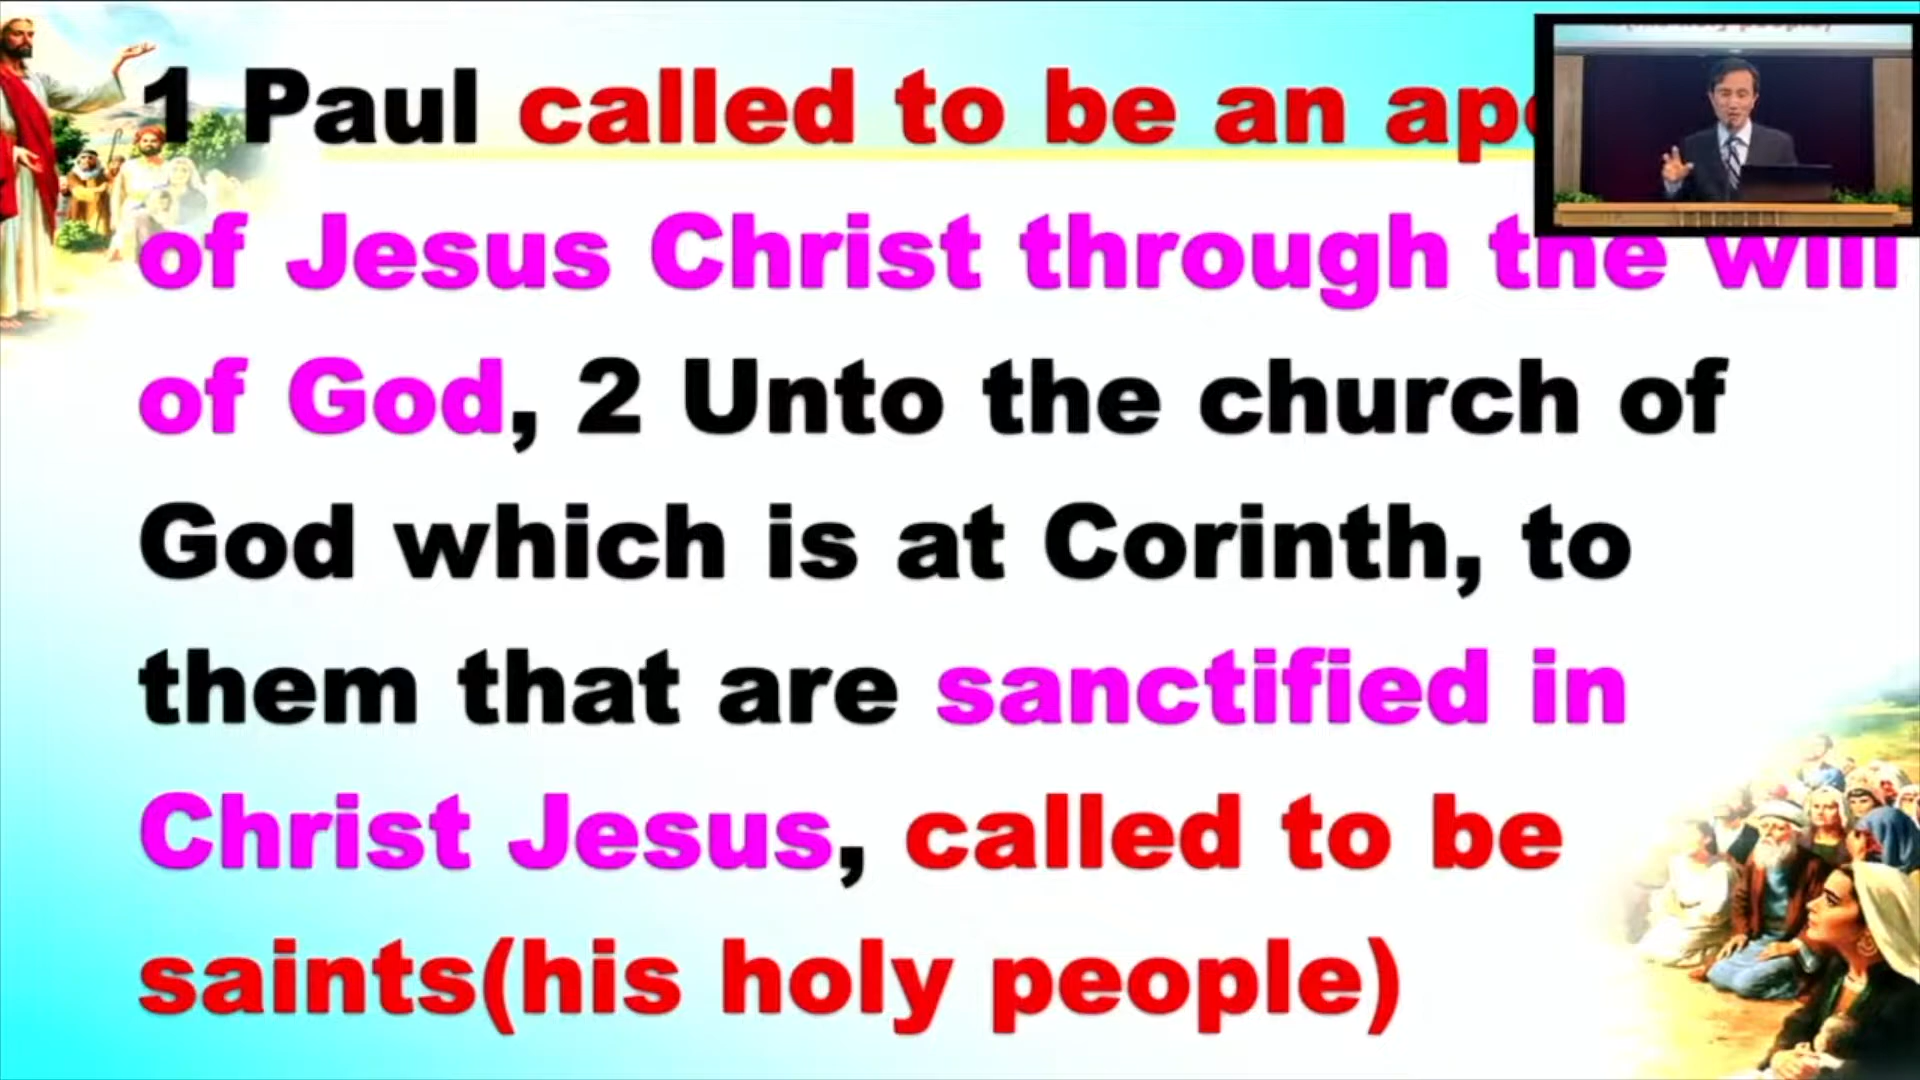 1 Paul called to be an
of Jesus Christ through the will
of God, 2 Unto the church of
God which is at Corinth, to
them that are sanctified in
Christ Jesus, called to be
saints(his holy people)